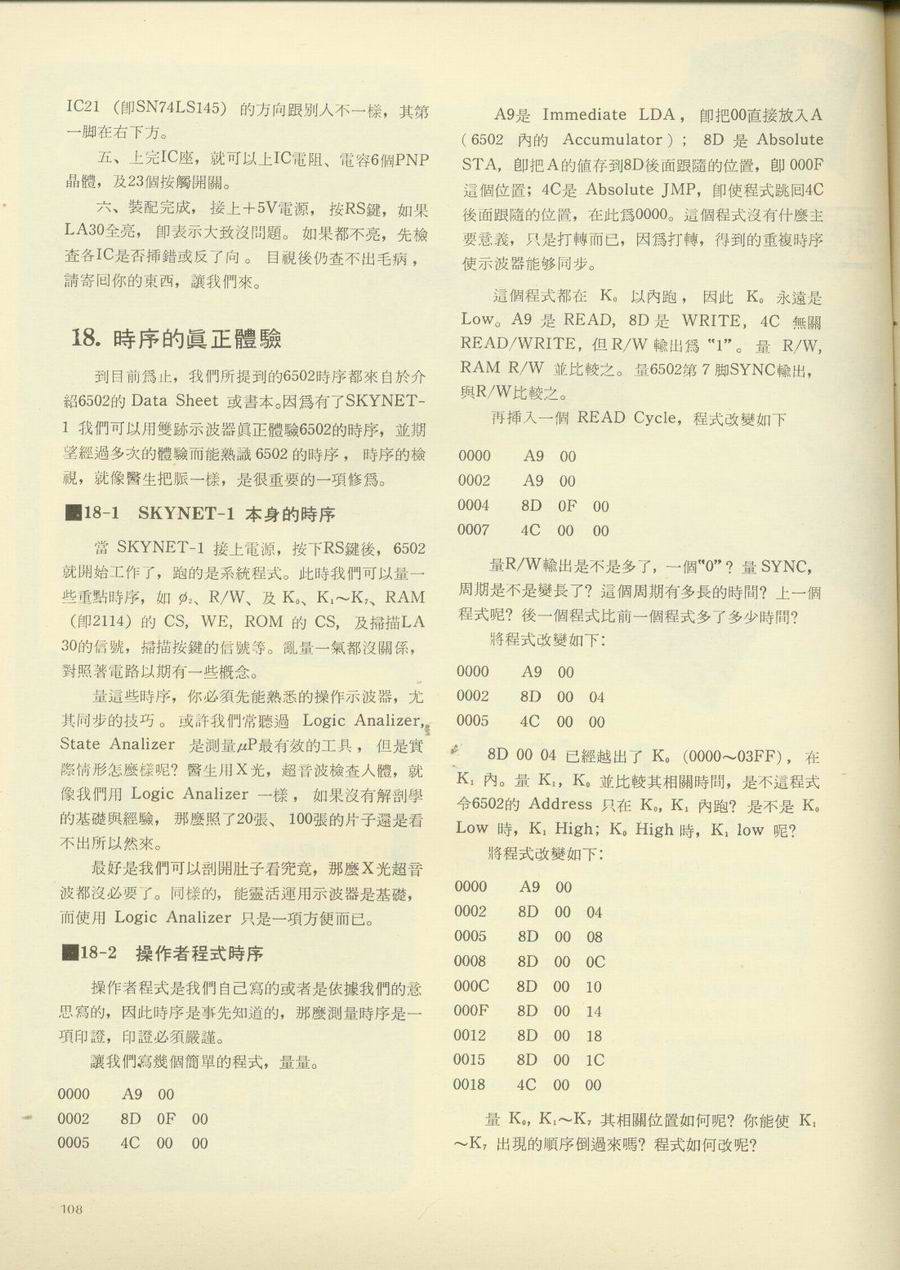 IC21 (卽SN74LS145) 的方向跟別人不一樣，其第
一脚在右下方。
五、上完IC座，就可以上IC電阻、電容6個PNP
晶體，及23個按觸開關。
六、裝配完成，接上＋5V電源，按RS鍵，如果
LA30全亮，卽表示大致沒問題。如果都不亮，先檢
查各IC是否揷錯或反了向。目視後仍查不出毛病，
請寄囘你的東西，讓我們來。
18. 時序的眞正體驗
到目前爲止，我們所提到的6502時序都來自於介
紹6502的 Data Sheet 或書本。因爲有了SKYNET-
1 我們可以用雙跡示波器眞正體驗6502的時序，並期
望經過多次的體驗而能熟識 6502 的時序，時序的檢
視，就像醫生把脈一樣，是很重要的一項修爲。
■18-1 SKYNET-1 本身的時序
當 SKYNET-1 接上電源，按下RS鍵後，6502
就開始工作了，跑的是系統程式。此時我們可以量一
些重點時序，如 ø₂、R/W、及 K₀、K₁～K₇、RAM
(卽2114) 的 CS, WE, ROM 的 CS, 及掃描LA
30的信號，掃描按鍵的信號等。亂量一氣都沒關係，
對照著電路以期有一些槪念。
量這些時序，你必須先能熟悉的操作示波器，尤
其同步的技巧。或許我們常聽過 Logic Analizer,
State Analizer 是測量μP最有效的工具，但是實
際情形怎麼樣呢？醫生用X光，超音波檢查人體，就
像我們用 Logic Analizer 一樣，如果沒有解剖學
的基礎與經驗，那麼照了20張、100張的片子還是看
不出所以然來。
最好是我們可以剖開肚子看究竟，那麼X光超音
波都沒必要了。同樣的，能靈活運用示波器是基礎，
而使用 Logic Analizer 只是一項方便而已。
■18-2 操作者程式時序
操作者程式是我們自己寫的或者是依據我們的意
思寫的，因此時序是事先知道的，那麼測量時序是一
項印證，印證必須嚴謹。
讓我們寫幾個簡單的程式，量量。
0000 A9 00
0002 8D 0F 00
0005 4C 00 00
A9是 Immediate LDA，卽把00直接放入A
(6502 內的 Accumulator)；8D 是 Absolute
STA，卽把A的値存到8D後面跟隨的位置，卽 000F
這個位置；4C是 Absolute JMP，卽使程式跳囘4C
後面跟隨的位置，在此爲0000。這個程式沒有什麼主
要意義，只是打轉而已，因爲打轉，得到的重複時序
使示波器能够同步。
這個程式都在 K₀ 以內跑，因此 K₀ 永遠是
Low。A9 是 READ, 8D 是 WRITE, 4C 無關
READ/WRITE, 但 R/W 輸出爲 “1”。量 R/W,
RAM R/W 並比較之。量6502第 7 脚SYNC輸出，
與R/W比較之。
再揷入一個 READ Cycle，程式改變如下
0000 A9 00
0002 A9 00
0004 8D 0F 00
0007 4C 00 00
量R/W輸出是不是多了，一個“0”？量 SYNC,
周期是不是變長了？這個周期有多長的時間？上一個
程式呢？後一個程式比前一個程式多了多少時間？
將程式改變如下：
0000 A9 00
0002 8D 00 04
0005 4C 00 00
8D 00 04 已經越出了 K₀ (0000～03FF)，在
K₁ 內。量 K₁, K₀ 並比較其相關時間，是不這程式
令6502的 Address 只在 K₀, K₁ 內跑？是不是 K₀
Low 時，K₁ High; K₀ High 時，K₁ low 呢？
將程式改變如下：
0000 A9 00
0002 8D 00 04
0005 8D 00 08
0008 8D 00 0C
000C 8D 00 10
000F 8D 00 14
0012 8D 00 18
0015 8D 00 1C
0018 4C 00 00
量 K₀, K₁～K₇ 其相關位置如何呢？你能使 K₁
～K₇ 出現的順序倒過來嗎？程式如何改呢？
108